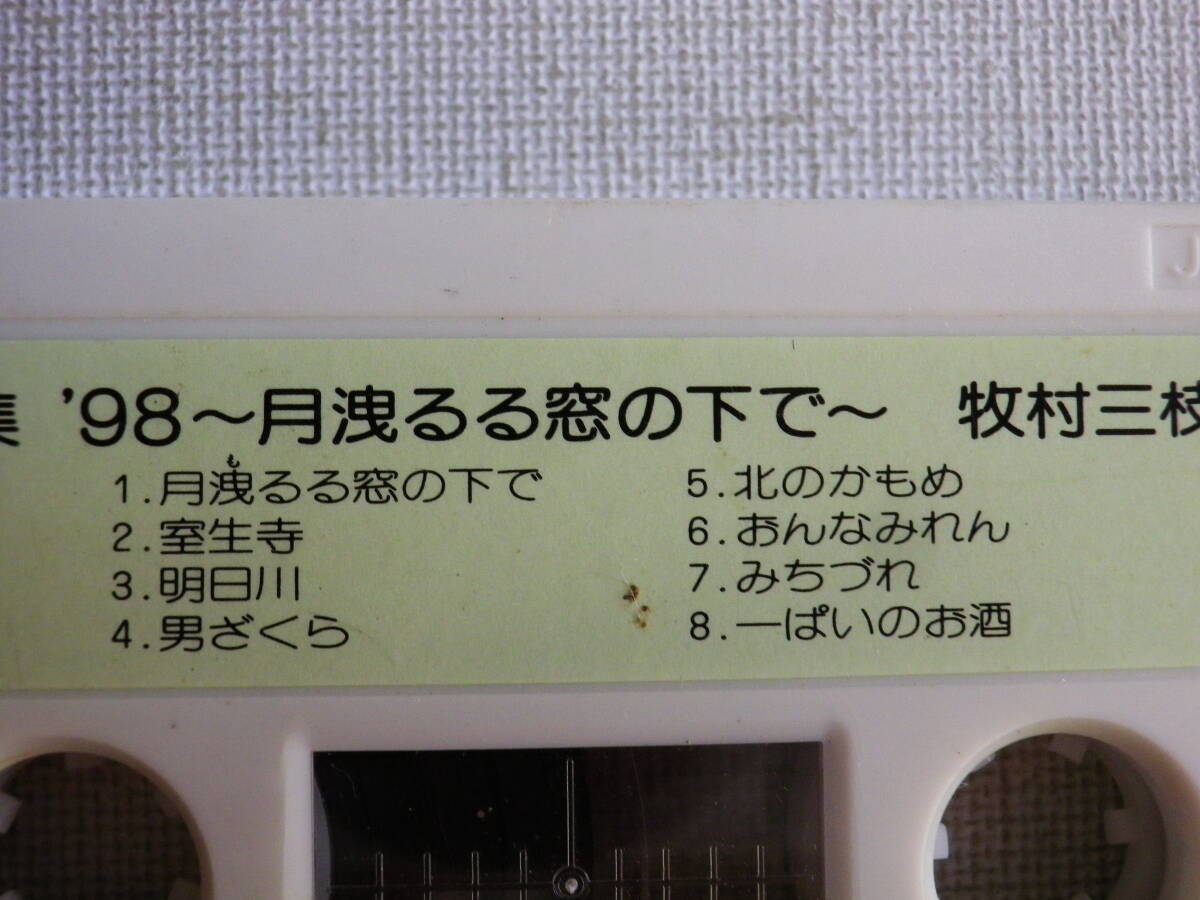 J
集 '98～月洩るる窓の下で～ 牧村三枝
も
1.月洩るる窓の下で
2.室生寺
3.明日川
4.男ざくら
5.北のかもめ
6.おんなみれん
7.みちづれ
8.一ぱいのお酒